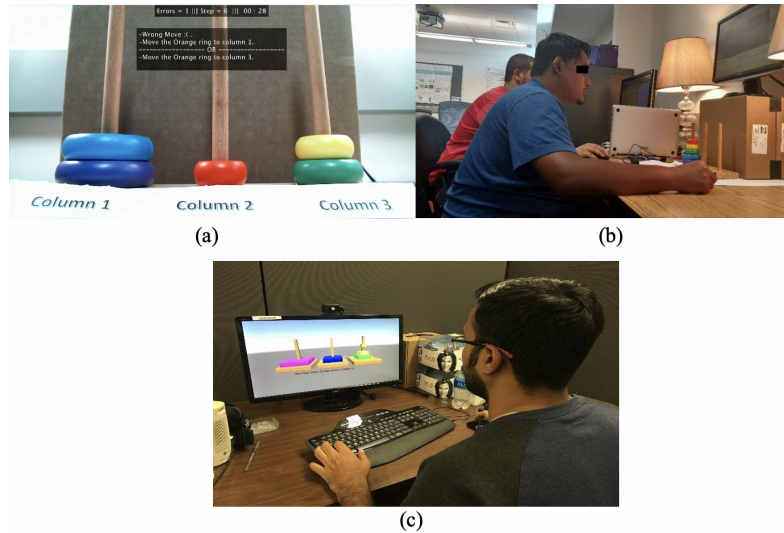 Errors = 1 ||| Step = 6 ||| 00 : 28
-Wrong Move :( .
-Move the Orange ring to column 1.
------------------ OR ------------------
-Move the Orange ring to column 3.
Column 1
Column 2
Column 3
(a)
(b)
(c)